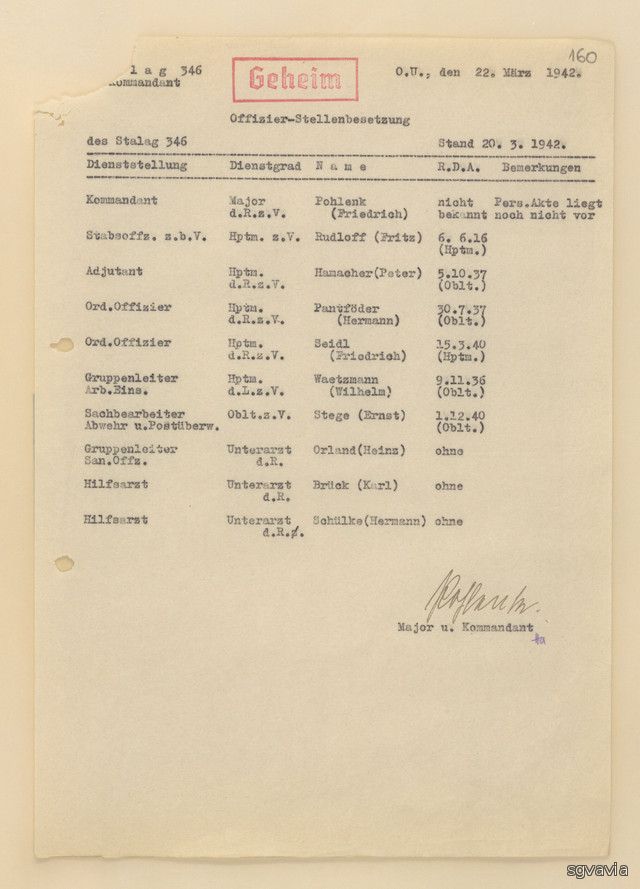 160
l a g 346
Kommandant
Geheim
O.U., den 22. März 1942.
Offizier-Stellenbesetzung
des Stalag 346 Stand 20. 3. 1942.
Dienststellung Dienstgrad N a m e R.D.A. Bemerkungen
Kommandant Major Pohlenk nicht Pers.Akte liegt
d.R.z.V. (Friedrich) bekannt noch nicht vor
Stabsoffz. z.b.V. Hptm. z.V. Rudloff (Fritz) 6. 6.16
(Hptm.)
Adjutant Hptm. Hamacher(Peter) 5.10.37
d.R.z.V. (Oblt.)
Ord.Offizier Hptm. Pantföder 30.7.37
d.R.z.V. (Hermann) (Oblt.)
Ord.Offizier Hptm. Seidl 15.3.40
d.R.z.V. (Friedrich) (Hptm.)
Gruppenleiter Hptm. Waetzmann 9.11.36
Arb.Eins. d.L.z.V. (Wilhelm) (Oblt.)
Sachbearbeiter Oblt.z.V. Stege (Ernst) 1.12.40
Abwehr u.Postüberw. (Oblt.)
Gruppenleiter Unterarzt Orland(Heinz) ohne
San.Offz. d.R.
Hilfsarzt Unterarzt Brück (Karl) ohne
d.R.
Hilfsarzt Unterarzt Schülke(Hermann) ohne
d.R.z.
Pohlenk.
Major u. Kommandant
sgvavia